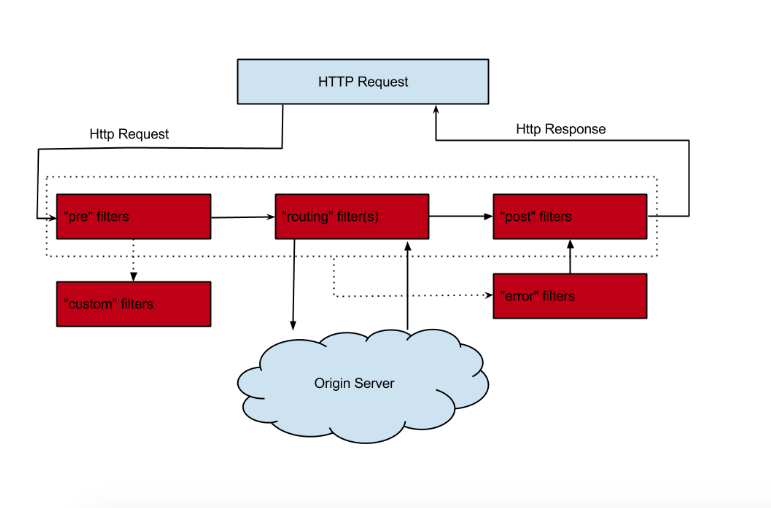 HTTP Request
Http Request
Http Response
"pre" filters
"routing" filter(s)
"post" filters
"custom" filters
"error" filters
Origin Server